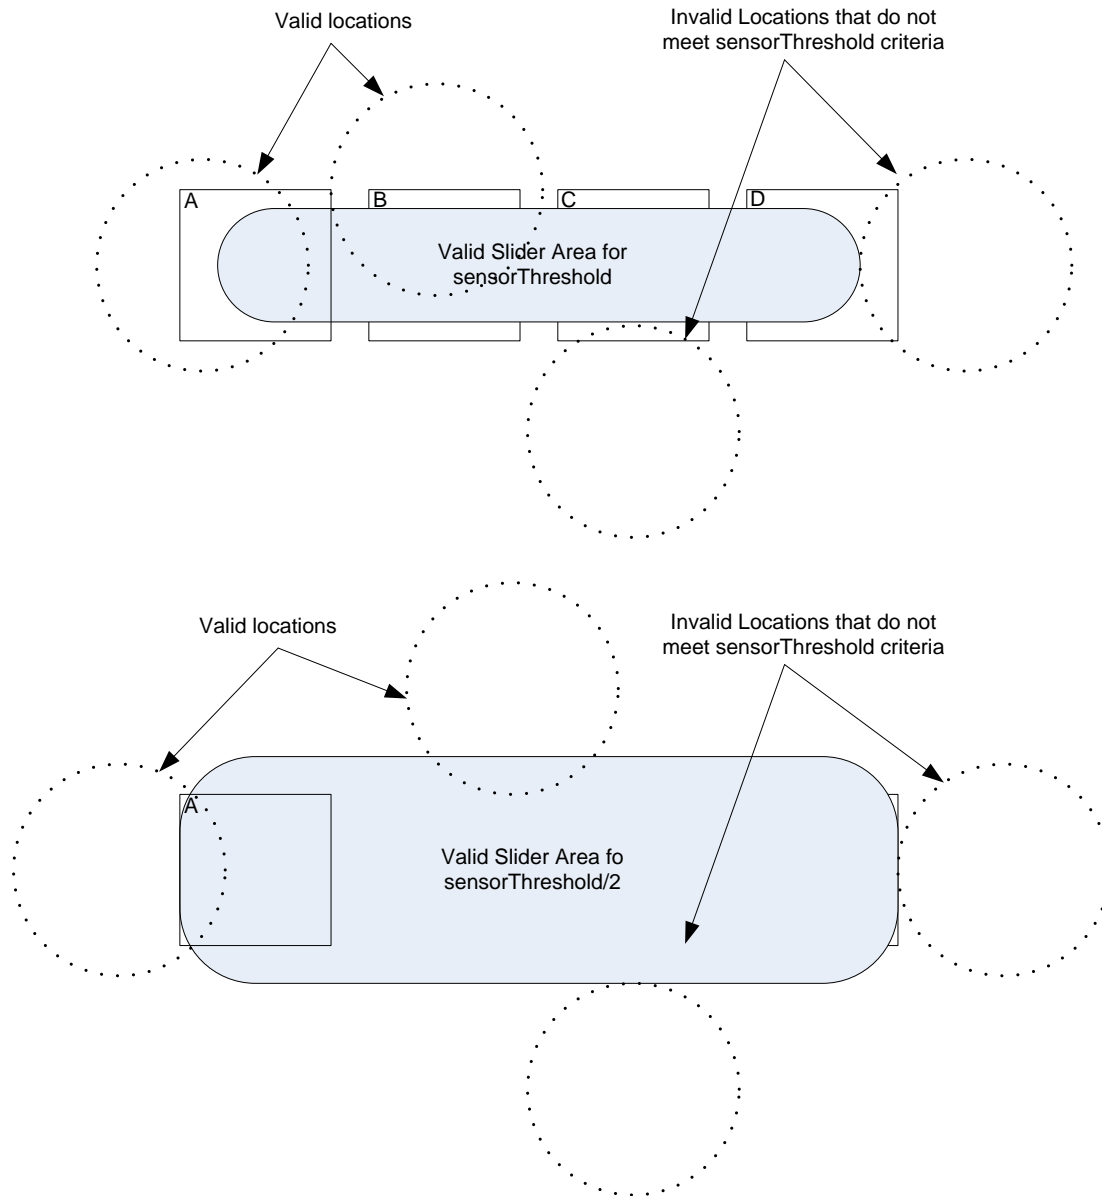 Valid locations
Invalid Locations that do not
meet sensorThreshold criteria
A
B
C
D
Valid Slider Area for
sensorThreshold
Valid locations
Invalid Locations that do not
meet sensorThreshold criteria
A
Valid Slider Area fo
sensorThreshold/2